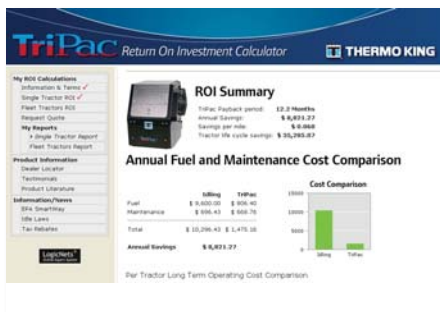 TriPac Return On Investment Calculator
THERMO KING
My ROI Calculations
Information & Terms ✓
Single Tractor ROI ✓
Fleet Tractors ROI
Request Quote
My Reports
Single Tractor Report
Fleet Tractors Report
Product Information
Dealer Locator
Testimonials
Product Literature
Information/News
EPA SmartWay
Idle Laws
Tax Rebates
LogicNets
ROI Summary
TriPac Payback period: 12.2 Months
Annual Savings: $ 8,821.27
Savings per mile: $ 0.068
Tractor life cycle savings: $ 35,285.07
Annual Fuel and Maintenance Cost Comparison
Idling TriPac
Fuel $ 9,600.00 $ 806.40
Maintenance $ 696.43 $ 668.76
Total $ 10,296.43 $ 1,475.16
Annual Savings $ 8,821.27
Cost Comparison
15000
10000
5000
0
Idling TriPac
Per Tractor Long Term Operating Cost Comparison